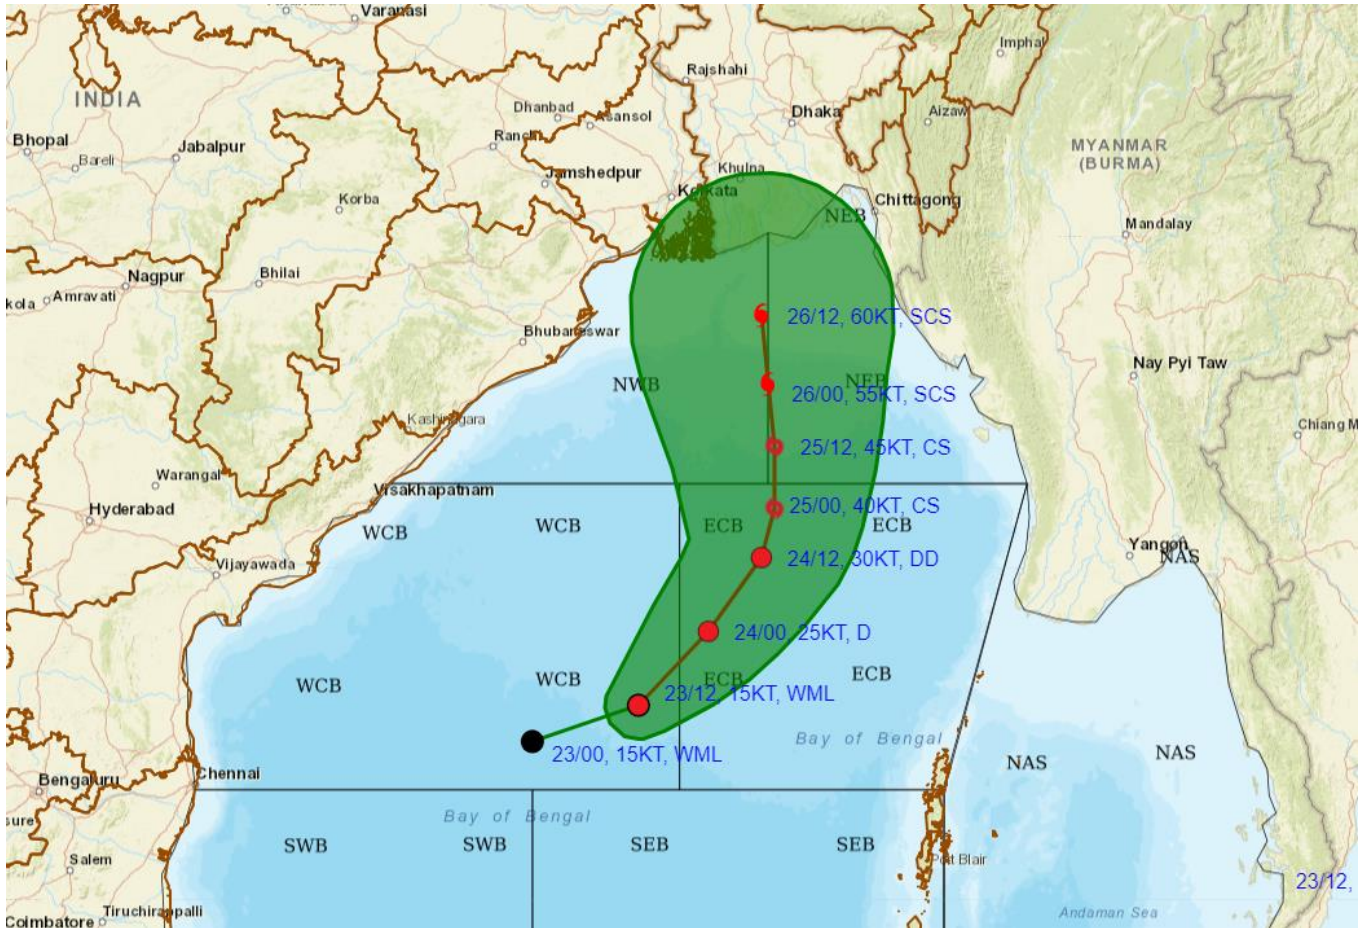 Varanasi
Imphal
Rajshahi
INDIA
Dhanbad
Asansol
Dhaka
Aizaw
Bhopal
Jabalpur
Ranchi
MYANMAR
(BURMA)
Bareli
Khulna
Jamshedpur
Kolkata
Korba
Chittagong
NEB
Mandalay
Nagpur
Bhilai
kola
Amravati
26/12, 60KT, SCS
Bhubaneswar
Nay Pyi Taw
NWB
NEB
26/00, 55KT, SCS
Kashinagara
Chiang M
25/12, 45KT, CS
Warangal
Visakhapatnam
Hyderabad
25/00, 40KT, CS
WCB
WCB
ECB
ECB
Yangon
NAS
Vijayawada
24/12, 30KT, DD
24/00, 25KT, D
WCB
WCB
ECB
ECB
23/12, 15KT, WML
Bay of Bengal
23/00, 15KT, WML
NAS
NAS
Chennai
Bengaluru
Bay of Bengal
sure
SWB
SWB
SEB
SEB
Salem
Port Blair
23/12,
Tiruchirappalli
Andaman Sea
Coimbatore